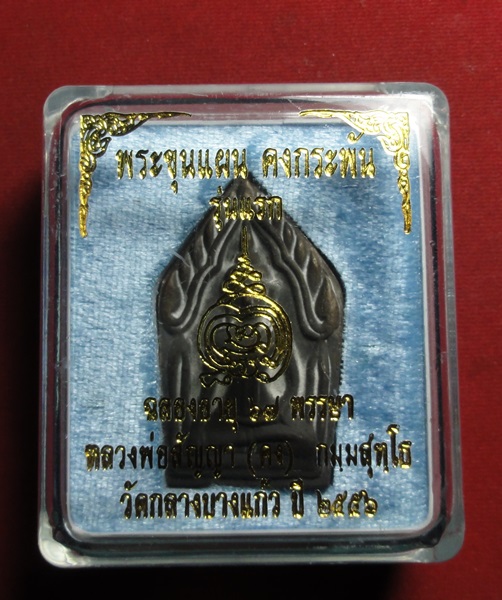 พระขุนแผน คงกระพัน
รุ่นแรก
ฉลองอายุ ๖๗ พรรษา
หลวงพ่อสัญญา (คง) กมฺมสุทฺโธ
วัดกลางบางแก้ว ปี ๒๕๕๖